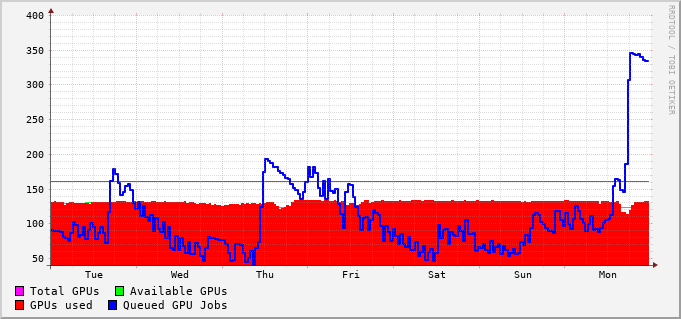 400
350
300
250
200
150
100
50
Tue Wed Thu Fri Sat Sun Mon
RRDTOOL / TOBI OETIKER
Total GPUs Available GPUs
GPUs used Queued GPU Jobs